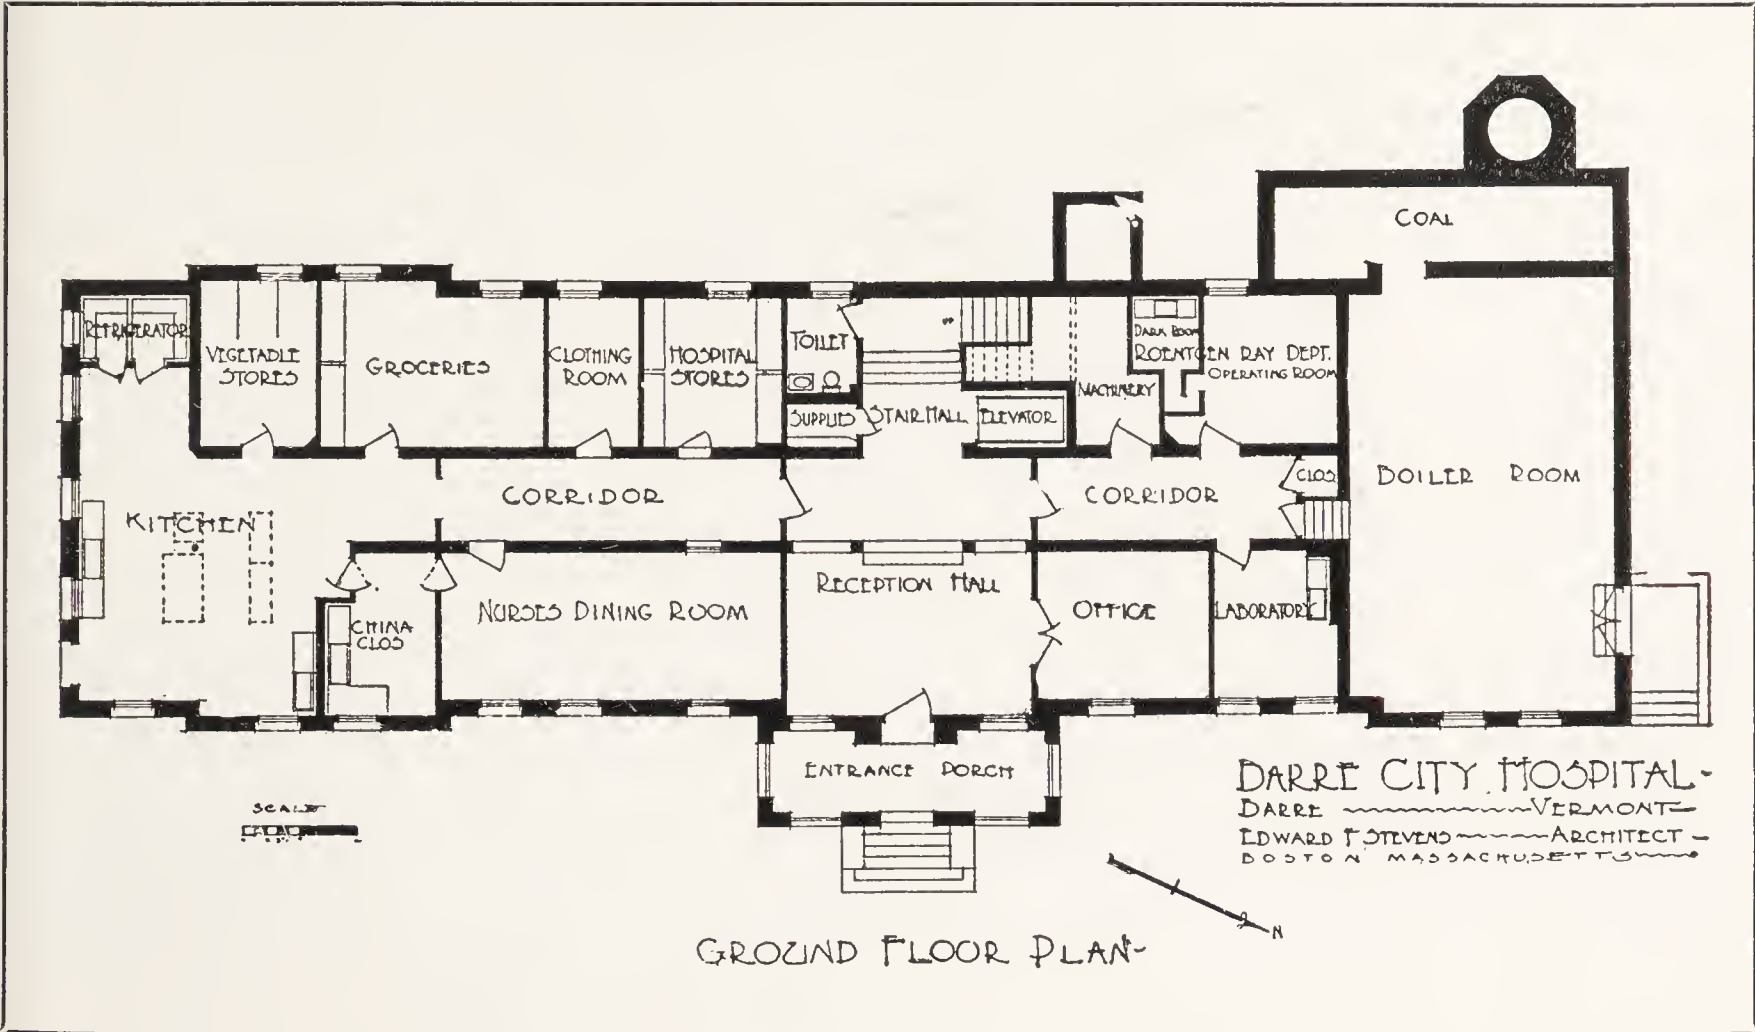 COAL
REFRIGERATOR
VEGETABLE
STORES
GROCERIES
CLOTHING
ROOM
HOSPITAL
STORES
TOILET
SUPPLIES
STAIR HALL
ELEVATOR
MACHINERY
DARK ROOM
ROENTGEN RAY DEPT.
OPERATING ROOM
KITCHEN
CORRIDOR
CORRIDOR
CLOS
BOILER ROOM
CHINA
CLOS
NURSES DINING ROOM
RECEPTION HALL
OFFICE
LABORATORY
ENTRANCE PORCH
SCALE
BARRE CITY HOSPITAL-
BARRE VERMONT
EDWARD F STEVENS ARCHITECT
BOSTON MASSACHUSETTS
N
GROUND FLOOR PLAN-